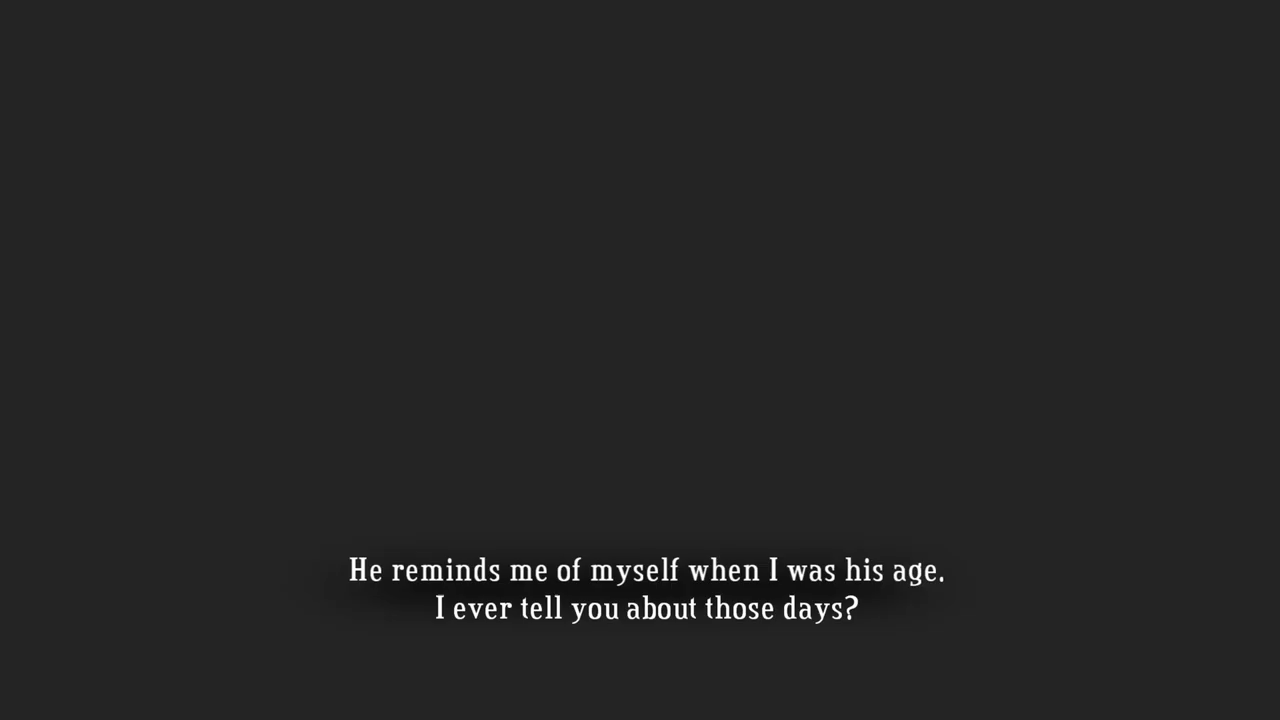 He reminds me of myself when I was his age.
I ever tell you about those days?